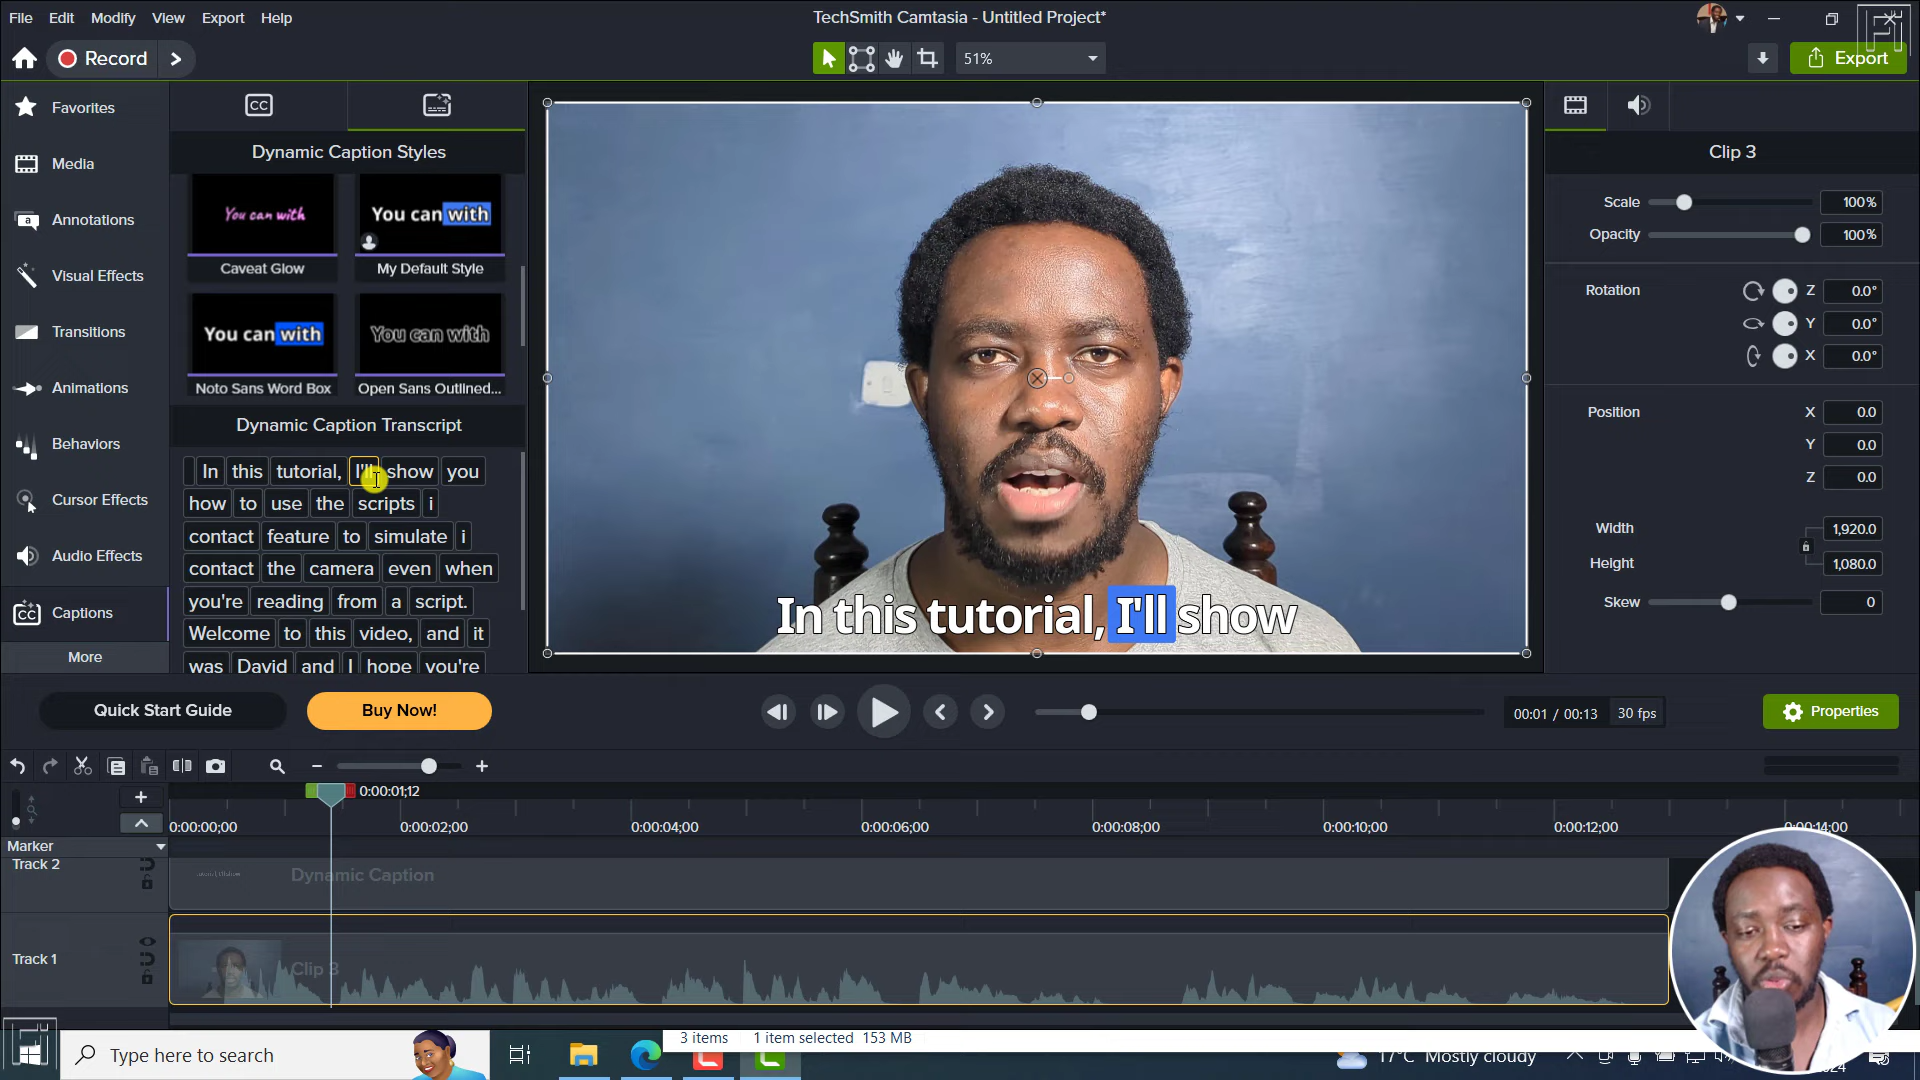 File Edit Modify View Export Help
TechSmith Camtasia - Untitled Project*
Record
51%
Export
Favorites
Media
Annotations
Visual Effects
Transitions
Animations
Behaviors
Cursor Effects
Audio Effects
Captions
More
CC
Dynamic Caption Styles
You can with
Caveat Glow
You can with
My Default Style
You can with
Noto Sans Word Box
You can with
Open Sans Outlined...
Dynamic Caption Transcript
In this tutorial, I'll show you
how to use the scripts i
contact feature to simulate i
contact the camera even when
you're reading from a script.
Welcome to this video, and it
was David and I hope you're
In this tutorial, I'll show
Clip 3
Scale 100%
Opacity 100%
Rotation Z 0.0°
Y 0.0°
X 0.0°
Position X 0.0
Y 0.0
Z 0.0
Width 1,920.0
Height 1,080.0
Skew 0
Quick Start Guide
Buy Now!
00:01 / 00:13 30 fps
Properties
0:00:01;12
0:00:00;00 0:00:02;00 0:00:04;00 0:00:06;00 0:00:08;00 0:00:10;00 0:00:12;00 0:00:14;00
Marker
Track 2
Dynamic Caption
Track 1
Clip 3
3 items 1 item selected 153 MB
Type here to search
17°C Mostly cloudy